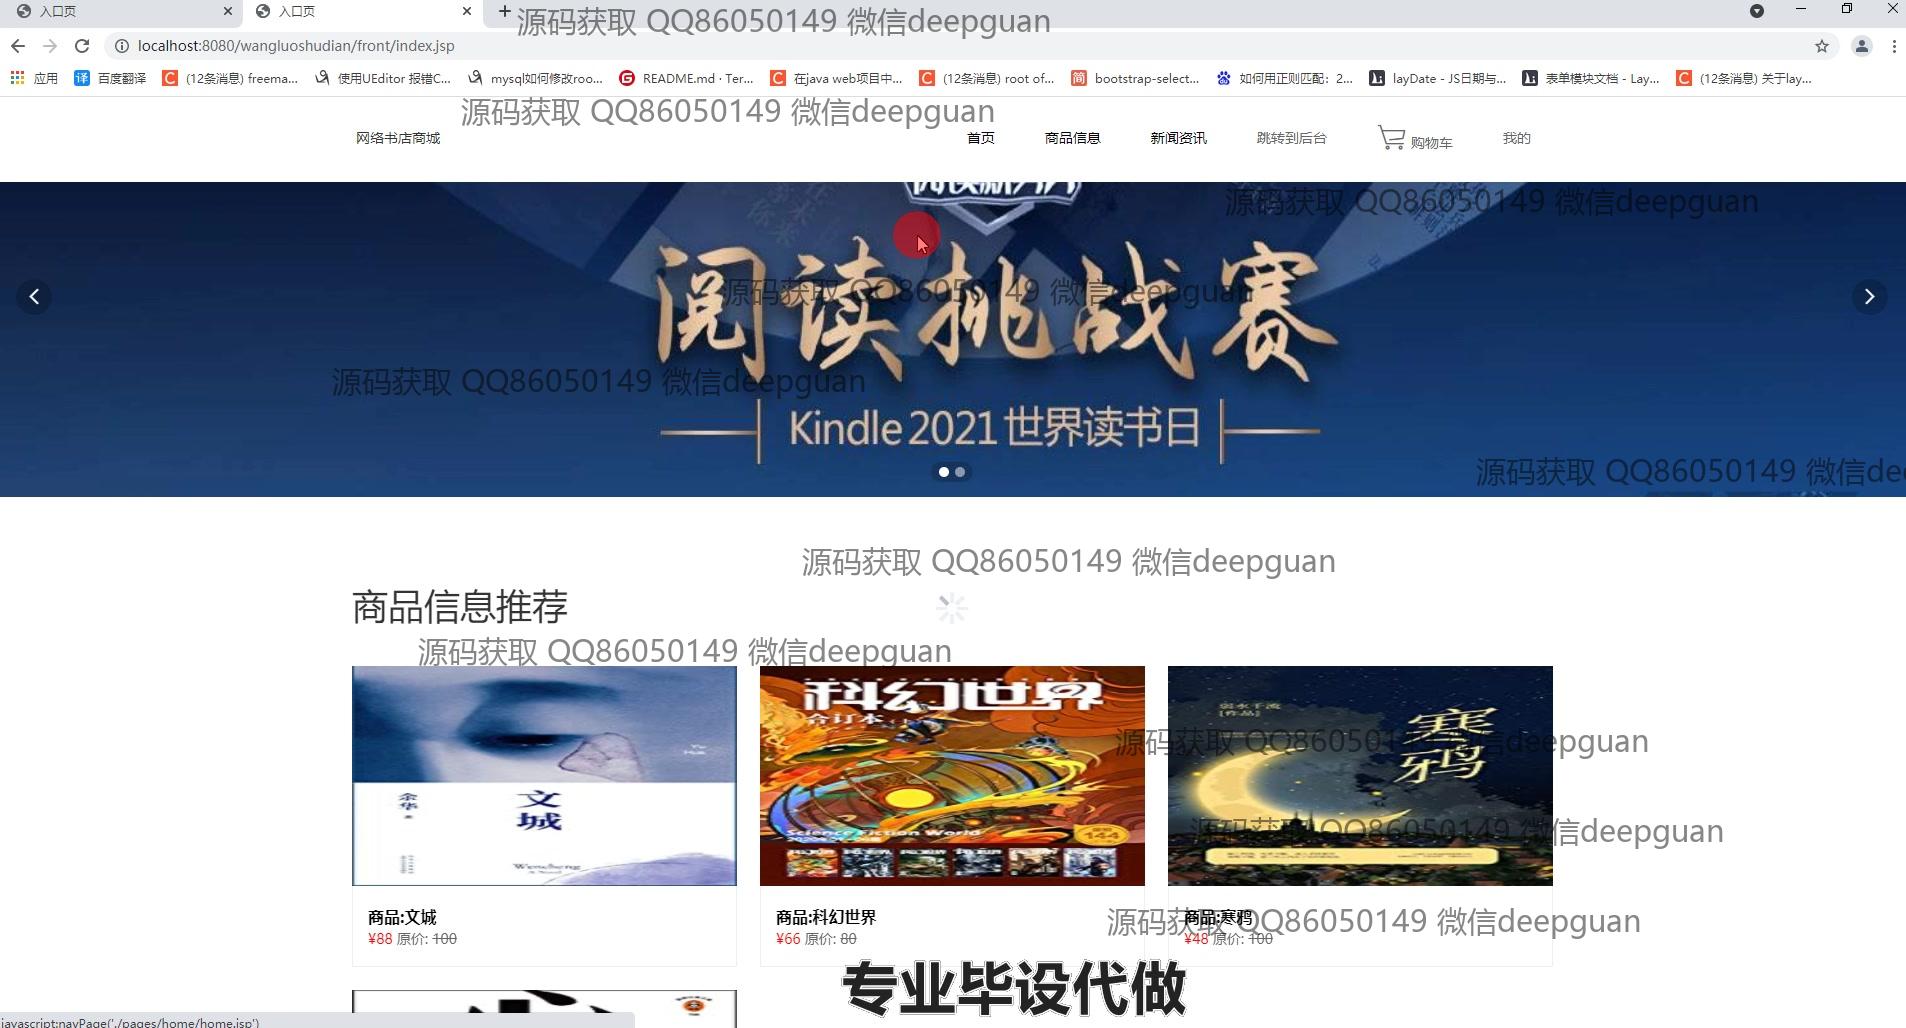 入口页
入口页
源码获取 QQ86050149 微信deepguan
localhost:8080/wangluoshudian/front/index.jsp
应用
百度翻译
(12条消息) freema...
使用UEditor 报错C...
mysql如何修改roo...
README.md · Ter...
在java web项目中...
(12条消息) root of...
bootstrap-select...
如何用正则匹配：2...
layDate - JS日期与...
表单模块文档 - Lay...
(12条消息) 关于lay...
源码获取 QQ86050149 微信deepguan
网络书店商城
首页
商品信息
新闻资讯
跳转到后台
购物车
我的
源码获取 QQ86050149 微信deepguan
源码获取 QQ86050149 微信deepguan
阅读挑战赛
源码获取 QQ86050149 微信deepguan
Kindle 2021 世界读书日
源码获取 QQ86050149 微信de
源码获取 QQ86050149 微信deepguan
商品信息推荐
源码获取 QQ86050149 微信deepguan
余华
文城
Wencheng
科幻世界
合订本
Science Fiction World
144
寒鸦
源码获取 QQ86050149 微信deepguan
源码获取 QQ86050149 微信deepguan
商品:文城
¥88 原价: 100
商品:科幻世界
¥66 原价: 80
商品:寒鸦
¥48 原价: 100
源码获取 QQ86050149 微信deepguan
专业毕设代做
javascript:navPage('./pages/home/home.jsp')